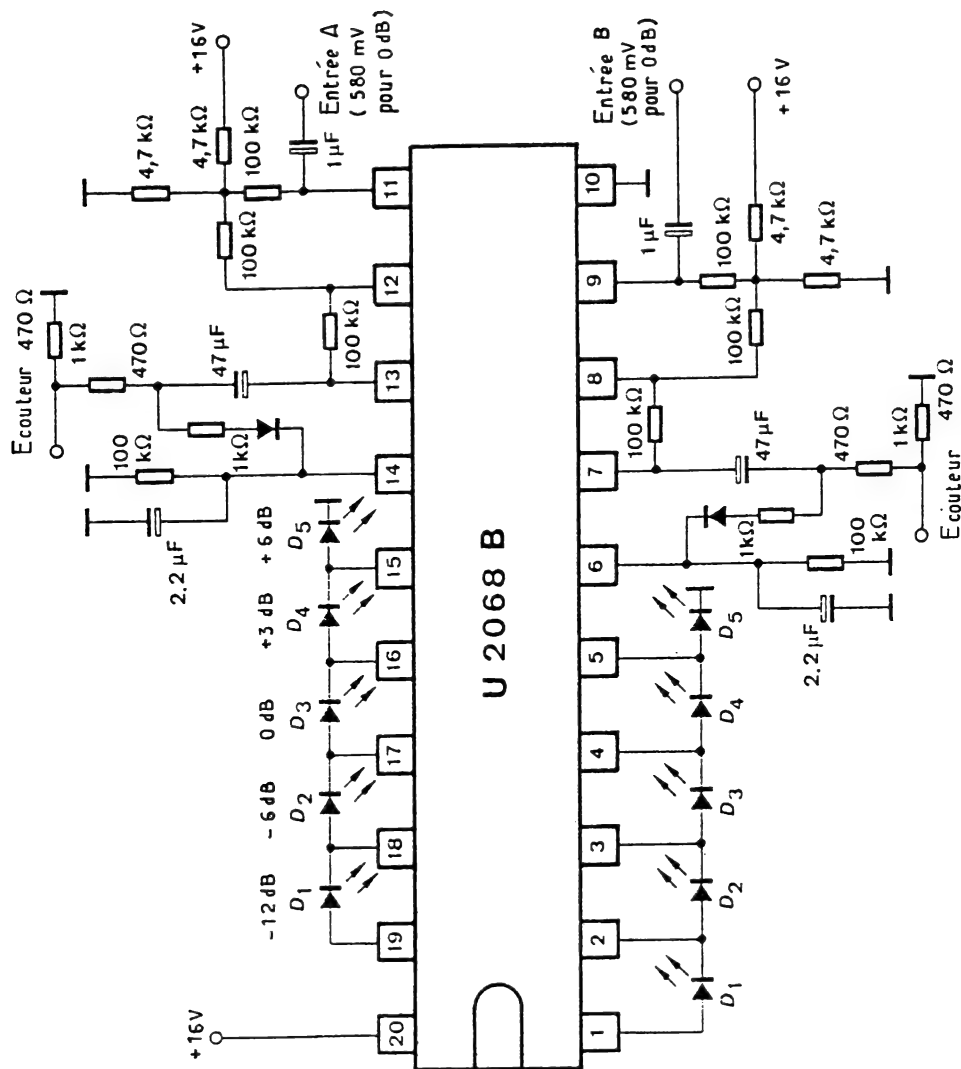 +16V
4,7 kΩ
4,7 kΩ
100 kΩ
100 kΩ
1 µF
Entrée A
(580 mV
pour 0 dB)
Ecouteur 470 Ω
1 kΩ
470 Ω
47 µF
100 kΩ
100
kΩ
1 kΩ
2.2 µF
-12 dB
-6 dB
0 dB
+3 dB
+6 dB
D1
D2
D3
D4
D5
+16V
20
19
18
17
16
15
14
13
12
11
U 2068 B
1
2
3
4
5
6
7
8
9
10
D1
D2
D3
D4
D5
2.2 µF
100
kΩ
1 kΩ
47 µF
470 Ω
1 kΩ
470 Ω
Ecouteur
100 kΩ
100 kΩ
100 kΩ
1 µF
Entrée B
(580 mV
pour 0 dB)
4,7 kΩ
4,7 kΩ
+16V